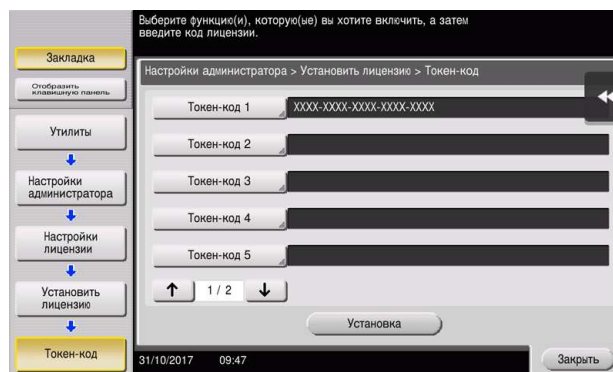 Выберите функцию(и), которую(ые) вы хотите включить, а затем
введите код лицензии.
Закладка
Отобразить
клавишную панель
Утилиты
Настройки
администратора
Настройки
лицензии
Установить
лицензию
Токен-код
Настройки администратора > Установить лицензию > Токен-код
Токен-код 1 XXXX-XXXX-XXXX-XXXX-XXXX
Токен-код 2
Токен-код 3
Токен-код 4
Токен-код 5
1 / 2
Установка
31/10/2017 09:47
Закрыть